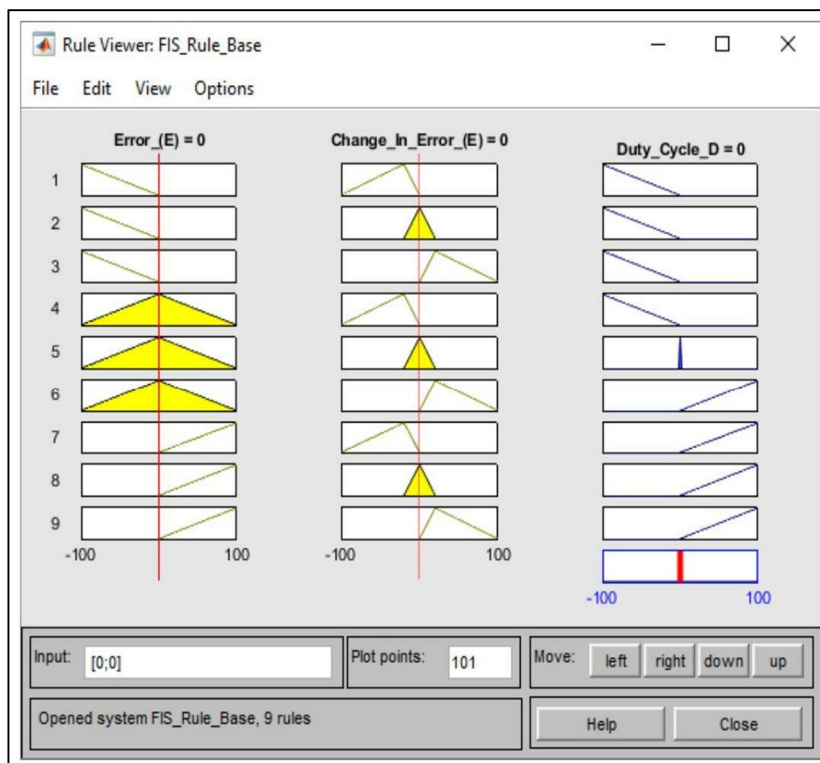 Rule Viewer: FIS_Rule_Base
File Edit View Options
Error_(E) = 0 Change_In_Error_(E) = 0 Duty_Cycle_D = 0
1
2
3
4
5
6
7
8
9
-100 100 -100 100
-100 100
Input: [0;0] Plot points: 101 Move: left right down up
Opened system FIS_Rule_Base, 9 rules Help Close